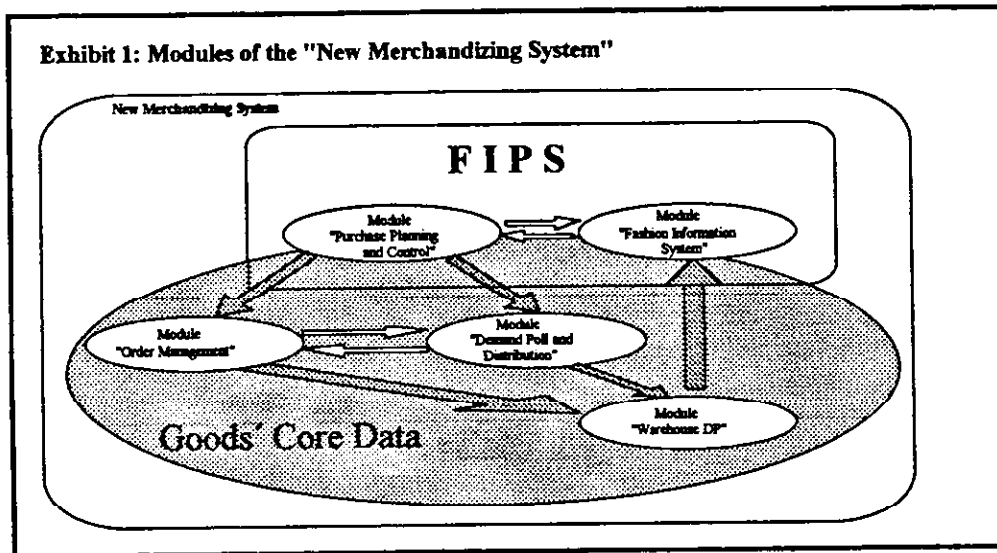 Exhibit 1: Modules of the "New Merchandizing System"
New Merchandizing System
F I P S
Module
"Purchase Planning
and Control"
Module
"Fashion Information
System"
Module
"Order Management"
Module
"Demand Poll and
Distribution"
Module
"Warehouse DP"
Goods´ Core Data